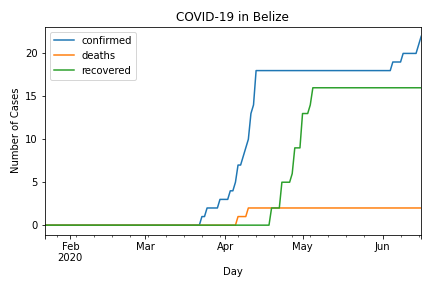 COVID-19 in Belize
confirmed
deaths
recovered
Number of Cases
20
15
10
5
0
Feb
2020
Mar
Apr
May
Jun
Day